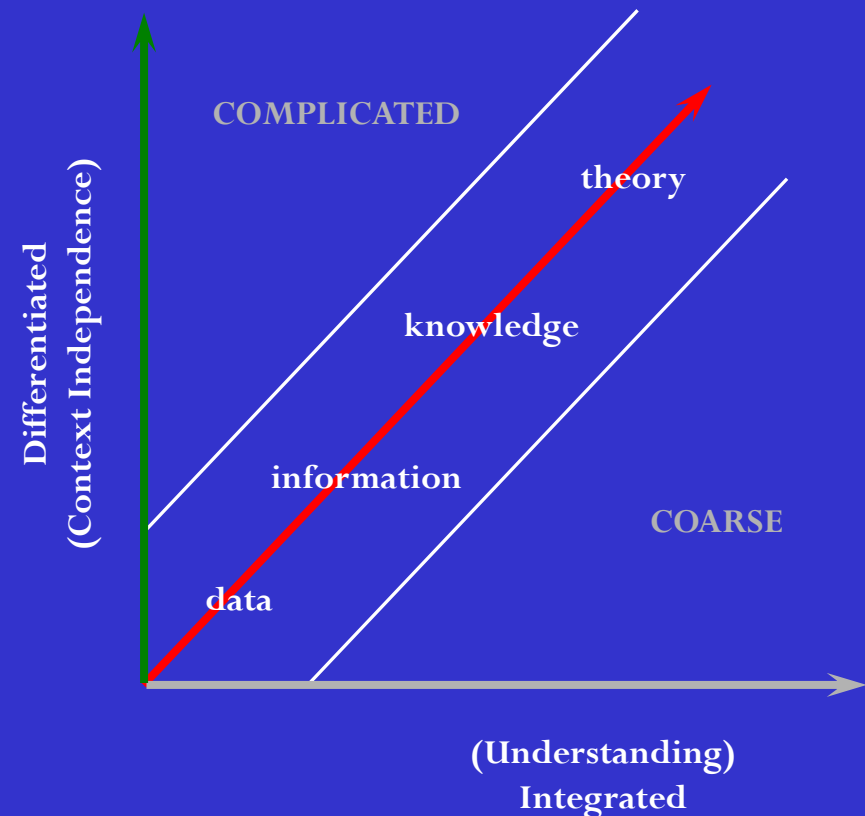 COMPLICATED
theory
Differentiated
(Context Independence)
knowledge
information
COARSE
data
(Understanding)
Integrated